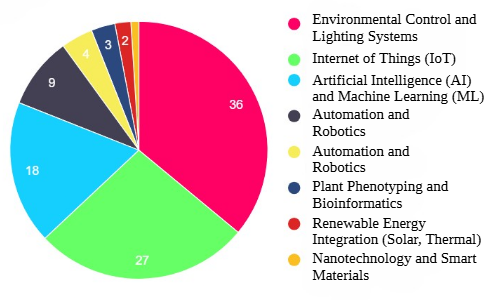 36
27
18
9
4
3
2
Environmental Control and
Lighting Systems
Internet of Things (IoT)
Artificial Intelligence (AI)
and Machine Learning (ML)
Automation and
Robotics
Automation and
Robotics
Plant Phenotyping and
Bioinformatics
Renewable Energy
Integration (Solar, Thermal)
Nanotechnology and Smart
Materials